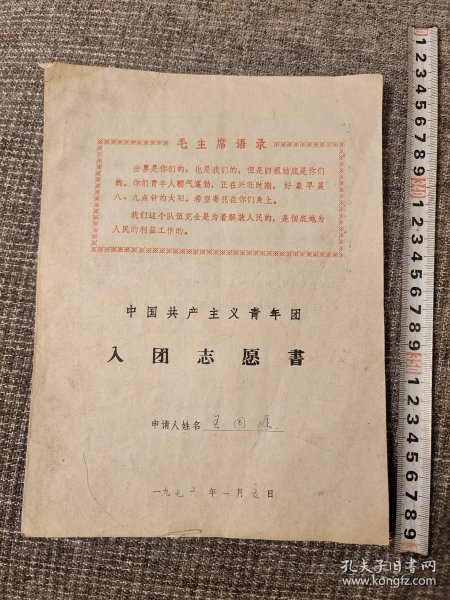 毛主席语录
世界是你们的，也是我们的，但是归根结底是你们
的。你们青年人朝气蓬勃，正在兴旺时期，好象早晨
八、九点钟的太阳。希望寄托在你们身上。
我们这个队伍完全是为着解放人民的，是彻底地为
人民的利益工作的。
中国共产主义青年团
入团志愿書
申请人姓名 王国
一九七六年一月五日
孔夫子旧书网
www.kongfz.com